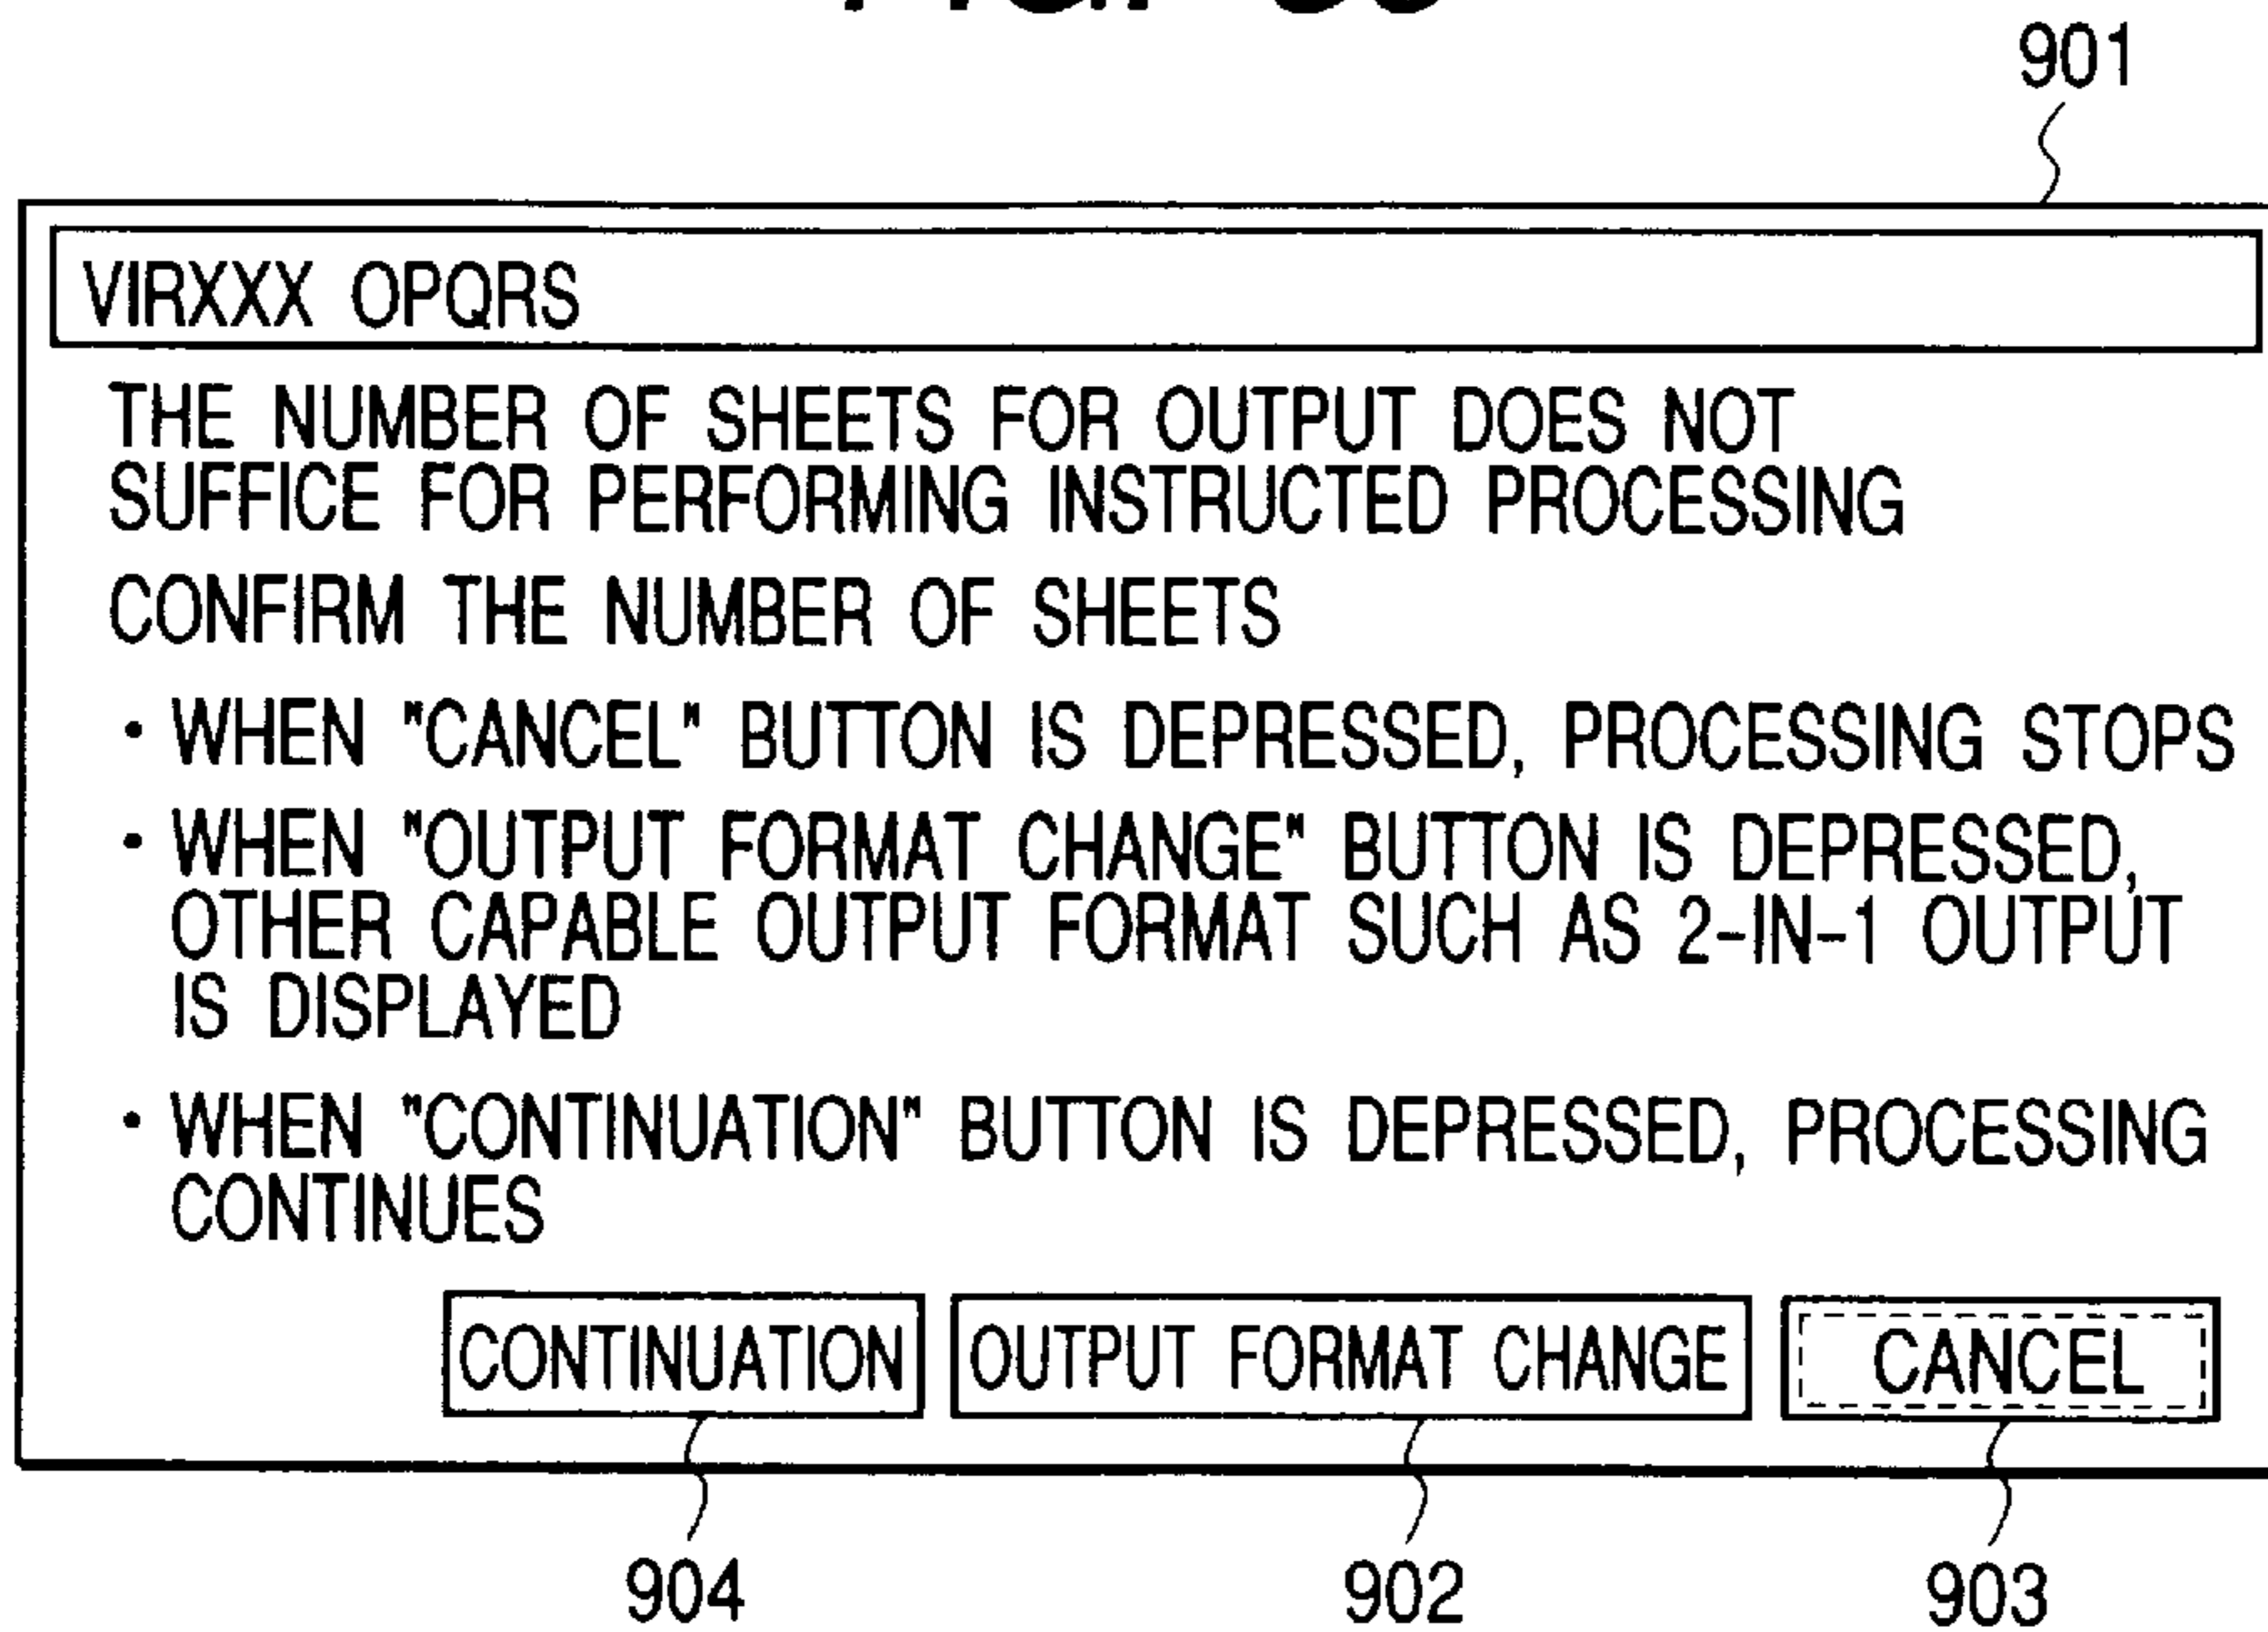 901
VIRXXX OPQRS
THE NUMBER OF SHEETS FOR OUTPUT DOES NOT
SUFFICE FOR PERFORMING INSTRUCTED PROCESSING
CONFIRM THE NUMBER OF SHEETS
• WHEN "CANCEL" BUTTON IS DEPRESSED, PROCESSING STOPS
• WHEN "OUTPUT FORMAT CHANGE" BUTTON IS DEPRESSED,
OTHER CAPABLE OUTPUT FORMAT SUCH AS 2-IN-1 OUTPUT
IS DISPLAYED
• WHEN "CONTINUATION" BUTTON IS DEPRESSED, PROCESSING
CONTINUES
CONTINUATION OUTPUT FORMAT CHANGE CANCEL
904 902 903